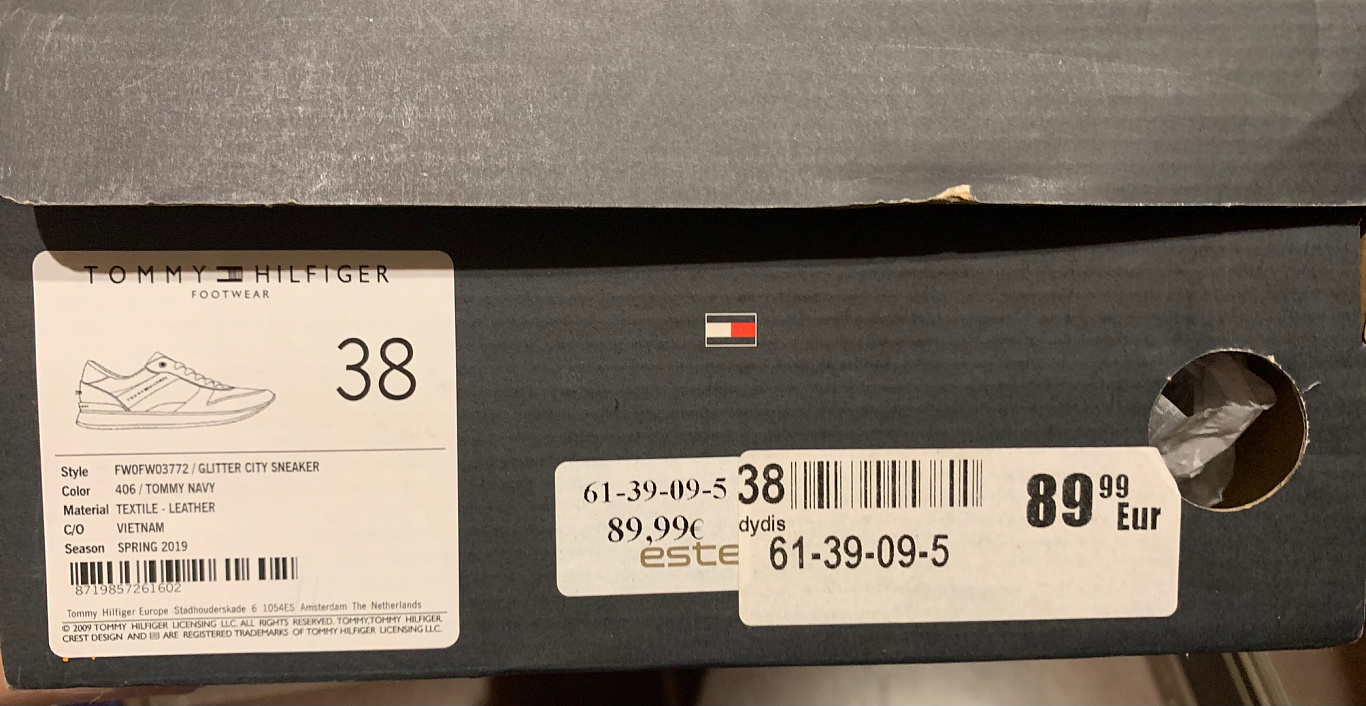 TOMMY HILFIGER
FOOTWEAR
38
Style FW0FW03772 / GLITTER CITY SNEAKER
Color 406 / TOMMY NAVY
Material TEXTILE - LEATHER
C/O VIETNAM
Season SPRING 2019
8719857261602
Tommy Hilfiger Europe Stadhouderskade 6 1054ES Amsterdam The Netherlands
© 2009 TOMMY HILFIGER LICENSING LLC. ALL RIGHTS RESERVED. TOMMY, TOMMY HILFIGER,
CREST DESIGN AND ARE REGISTERED TRADEMARKS OF TOMMY HILFIGER LICENSING LLC.
61-39-09-5
89,99€
este
38
dydis
61-39-09-5
89 99 Eur